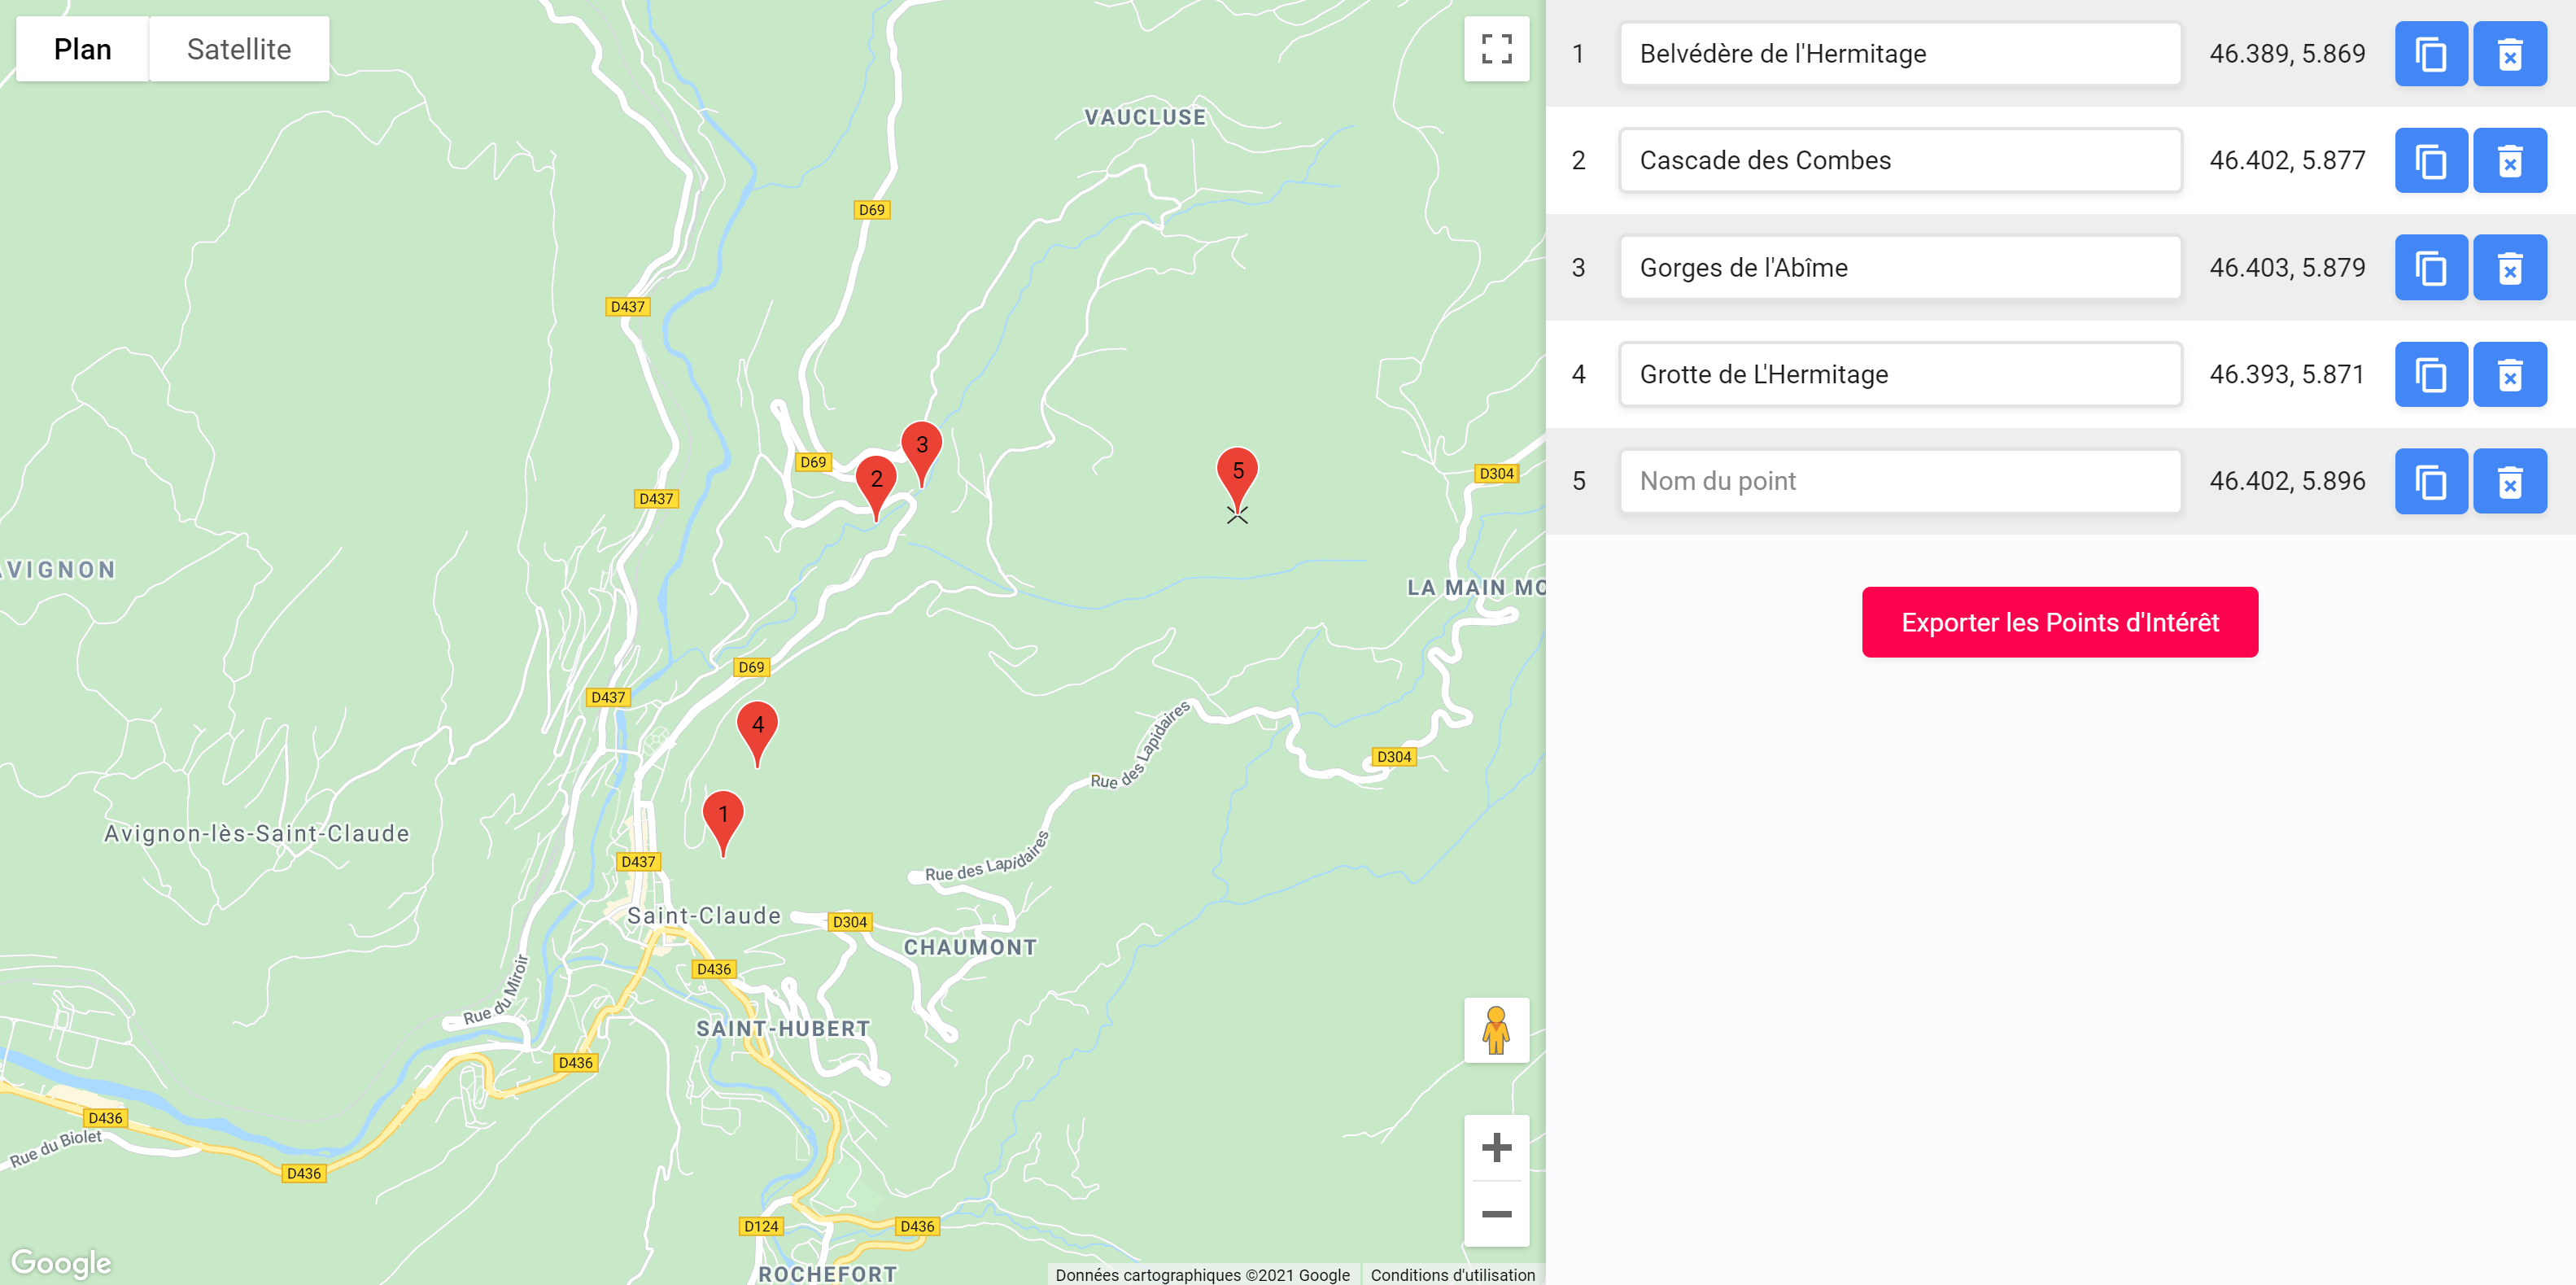 Plan
Satellite
VAUCLUSE
D69
D437
3
D69
2
5
D304
D437
AVIGNON
LA MAIN MO
D69
D437
4
Rue des Lapidaires
D304
1
Avignon-lès-Saint-Claude
D437
Rue des Lapidaires
Saint-Claude
D304
CHAUMONT
D436
Rue du Miroir
SAINT-HUBERT
D436
D436
Rue du Biolet
D436
D124
D436
ROCHEFORT
Google
Données cartographiques ©2021 Google
Conditions d'utilisation
1 Belvédère de l'Hermitage 46.389, 5.869
2 Cascade des Combes 46.402, 5.877
3 Gorges de l'Abîme 46.403, 5.879
4 Grotte de L'Hermitage 46.393, 5.871
5 Nom du point 46.402, 5.896
Exporter les Points d'Intérêt